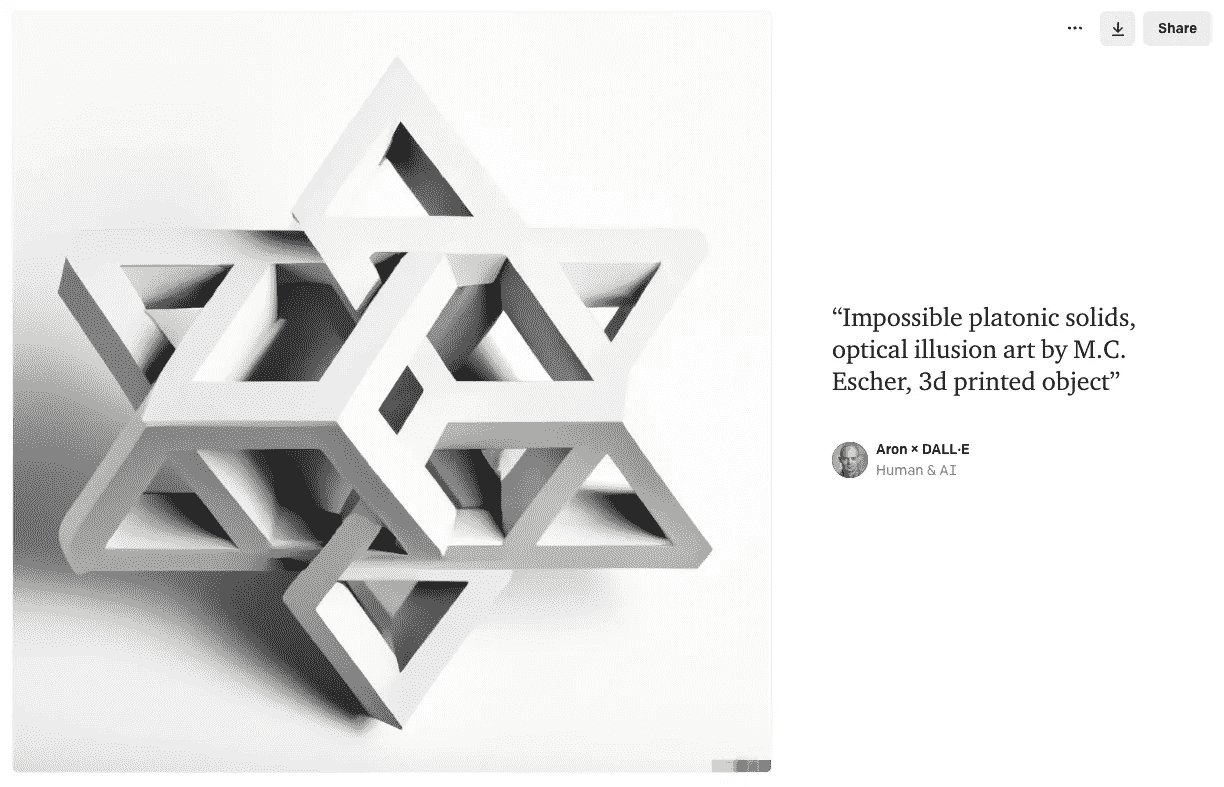 Share
“Impossible platonic solids,
optical illusion art by M.C.
Escher, 3d printed object”
Aron × DALL·E
Human & AI